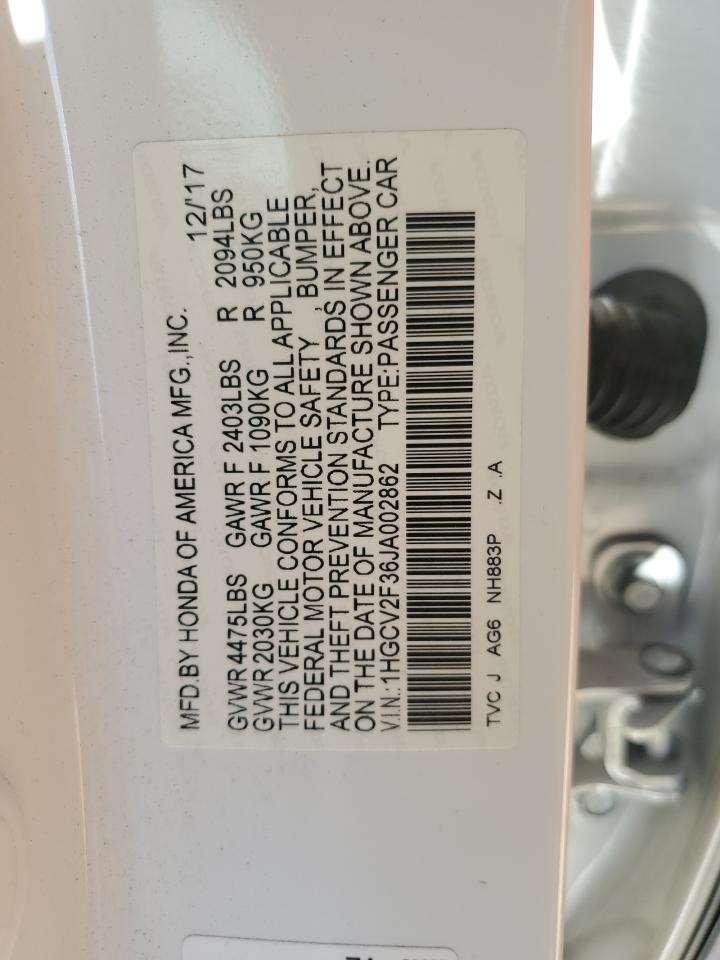 MFD.BY HONDA OF AMERICA MFG.,INC. 12/'17
GVWR 4475LBS GAWR F 2403LBS R 2094LBS
GVWR 2030KG GAWR F 1090KG R 950KG
THIS VEHICLE CONFORMS TO ALL APPLICABLE
FEDERAL MOTOR VEHICLE SAFETY , BUMPER,
AND THEFT PREVENTION STANDARDS IN EFFECT
ON THE DATE OF MANUFACTURE SHOWN ABOVE.
V.I.N.:1HGCV2F36JA002862 TYPE:PASSENGER CAR
TVC J AG6 NH883P .Z .A